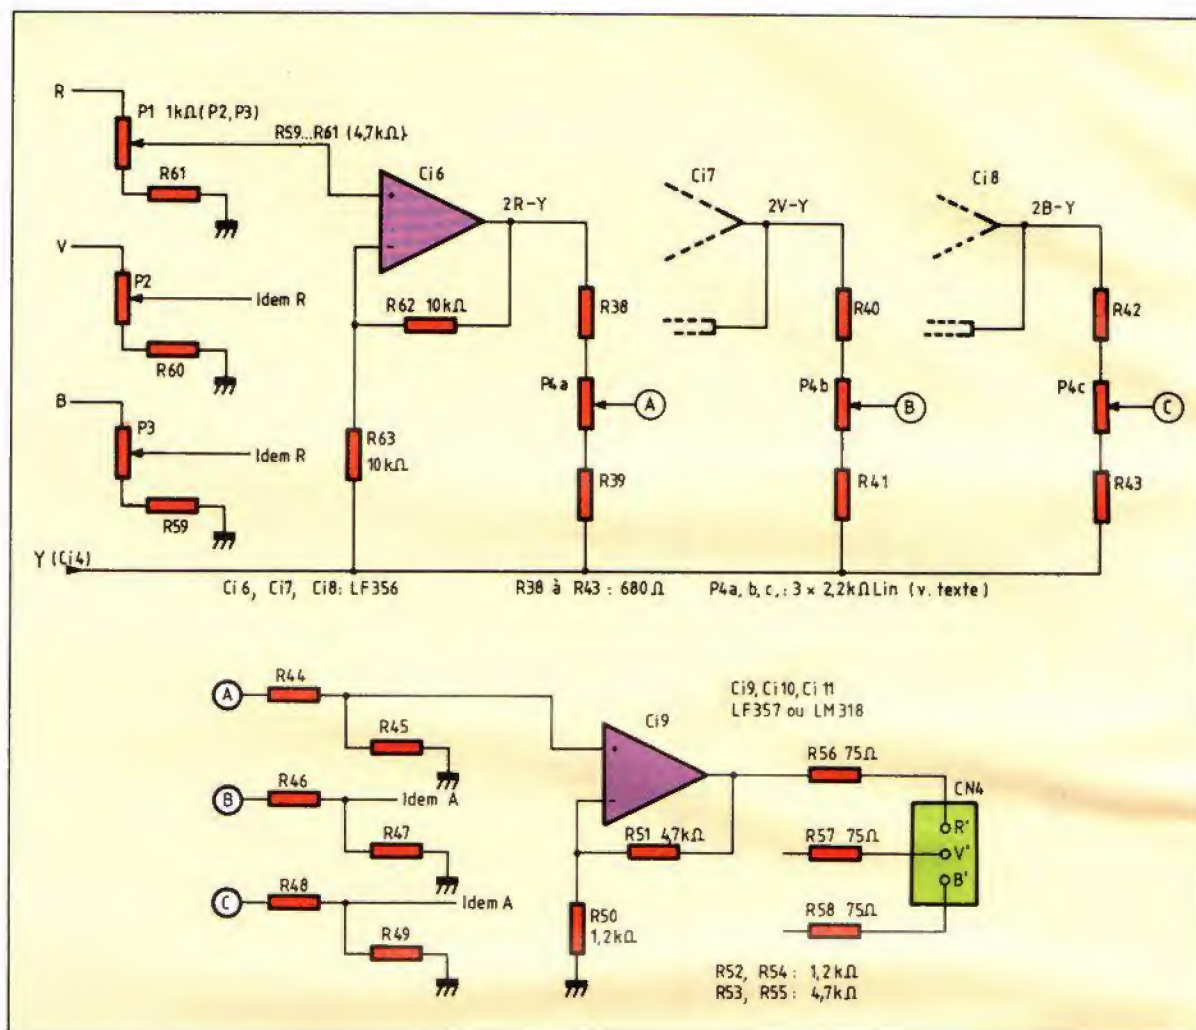 R
P1 1kΩ(P2,P3)
R59...R61 (4,7kΩ)
R61
Ci6
+
-
2R-Y
Ci7
2V-Y
Ci8
2B-Y
V
P2
Idem R
R60
R62 10kΩ
R38
R40
R42
P4a
A
P4b
B
P4c
C
B
P3
Idem R
R59
R63
10kΩ
R39
R41
R43
Y (Ci4)
Ci6, Ci7, Ci8: LF356
R38 à R43 : 680Ω
P4a, b, c, : 3 × 2,2kΩ Lin (v. texte)
A
R44
R45
Ci9
+
-
Ci9, Ci10, Ci11
LF357 ou LM318
R56 75Ω
CN4
B
R46
Idem A
R47
R51 4,7kΩ
R57 75Ω
R'
V'
B'
C
R48
Idem A
R49
R50
1,2kΩ
R58 75Ω
R52, R54 : 1,2kΩ
R53, R55 : 4,7kΩ